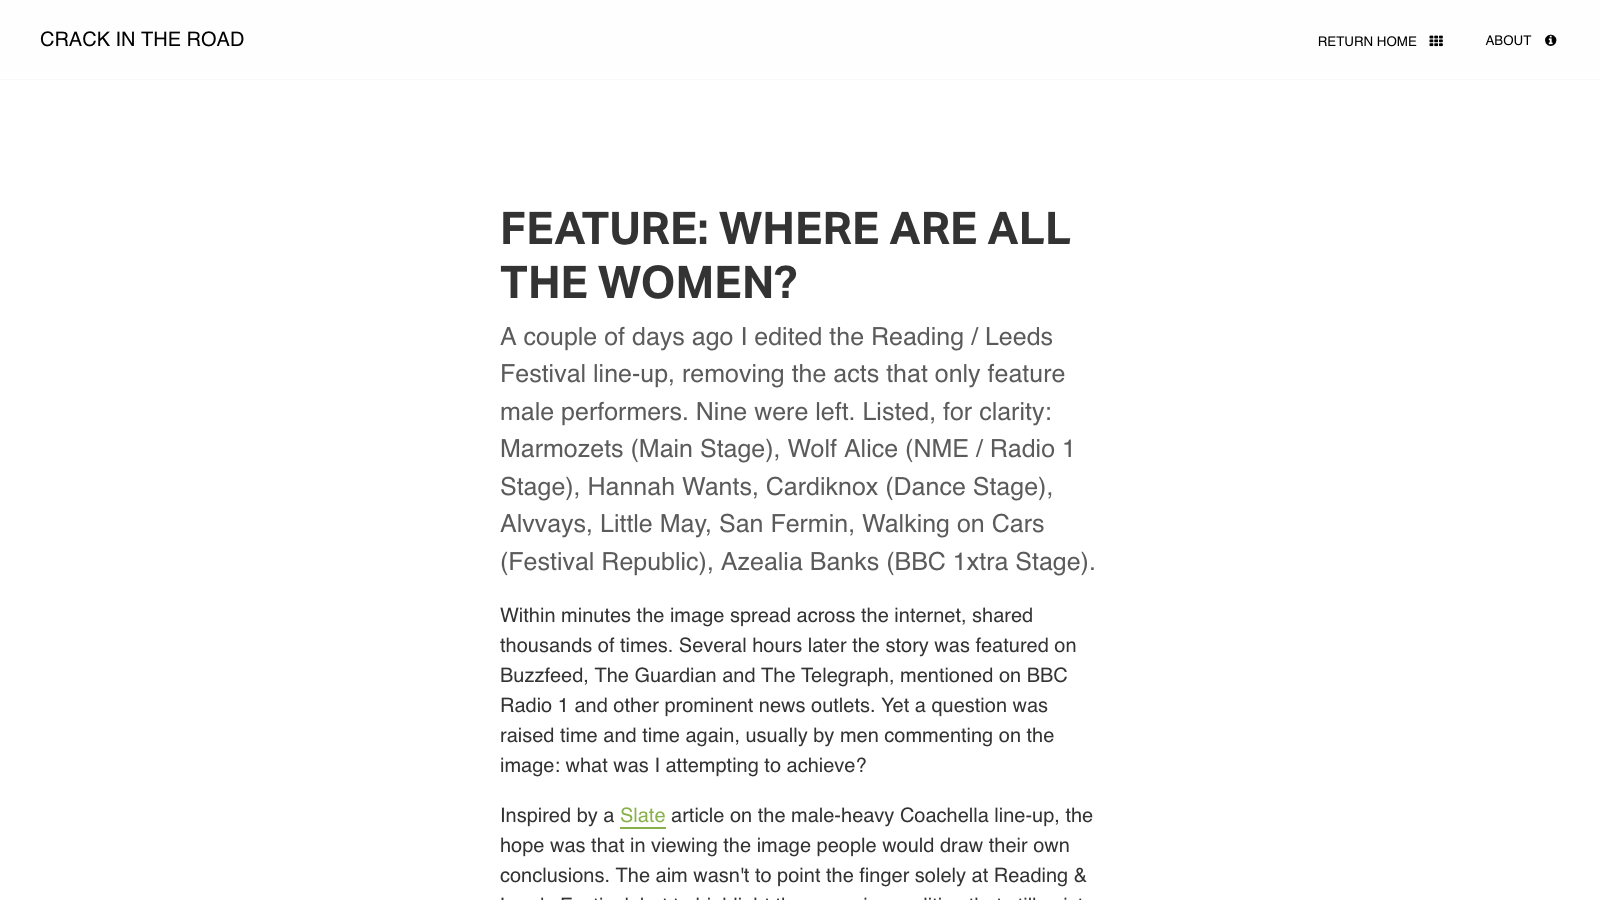 CRACK IN THE ROAD
RETURN HOME
ABOUT
FEATURE: WHERE ARE ALL
THE WOMEN?
A couple of days ago I edited the Reading / Leeds
Festival line-up, removing the acts that only feature
male performers. Nine were left. Listed, for clarity:
Marmozets (Main Stage), Wolf Alice (NME / Radio 1
Stage), Hannah Wants, Cardiknox (Dance Stage),
Alvvays, Little May, San Fermin, Walking on Cars
(Festival Republic), Azealia Banks (BBC 1xtra Stage).
Within minutes the image spread across the internet, shared
thousands of times. Several hours later the story was featured on
Buzzfeed, The Guardian and The Telegraph, mentioned on BBC
Radio 1 and other prominent news outlets. Yet a question was
raised time and time again, usually by men commenting on the
image: what was I attempting to achieve?
Inspired by a Slate article on the male-heavy Coachella line-up, the
hope was that in viewing the image people would draw their own
conclusions. The aim wasn't to point the finger solely at Reading &